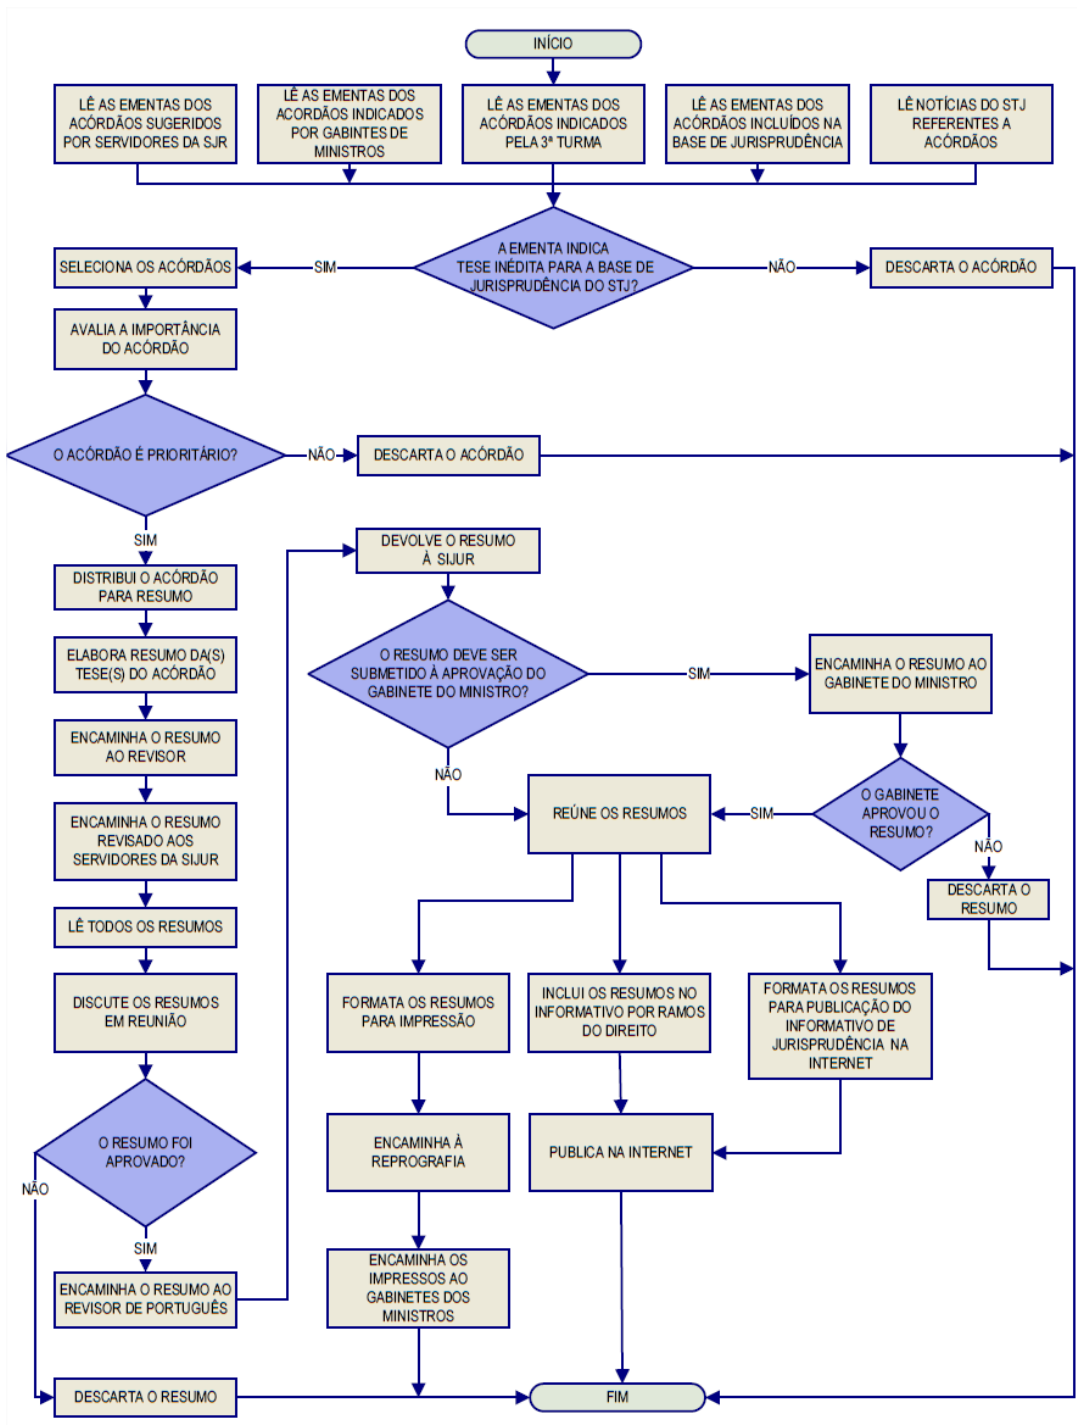 INÍCIO
LÊ AS EMENTAS DOS
ACÓRDÃOS SUGERIDOS
POR SERVIDORES DA SJR
LÊ AS EMENTAS DOS
ACORDÃOS INDICADOS
POR GABINTES DE
MINISTROS
LÊ AS EMENTAS DOS
ACÓRDÃOS INDICADOS
PELA 3ª TURMA
LÊ AS EMENTAS DOS
ACÓRDÃOS INCLUÍDOS NA
BASE DE JURISPRUDÊNCIA
LÊ NOTÍCIAS DO STJ
REFERENTES A
ACÓRDÃOS
A EMENTA INDICA
TESE INÉDITA PARA A BASE DE
JURISPRUDÊNCIA DO STJ?
SIM
NÃO
SELECIONA OS ACÓRDÃOS
DESCARTA O ACÓRDÃO
AVALIA A IMPORTÂNCIA
DO ACÓRDÃO
O ACÓRDÃO É PRIORITÁRIO?
NÃO
DESCARTA O ACÓRDÃO
SIM
DISTRIBUI O ACÓRDÃO
PARA RESUMO
ELABORA RESUMO DA(S)
TESE(S) DO ACÓRDÃO
ENCAMINHA O RESUMO
AO REVISOR
ENCAMINHA O RESUMO
REVISADO AOS
SERVIDORES DA SIJUR
LÊ TODOS OS RESUMOS
DISCUTE OS RESUMOS
EM REUNIÃO
O RESUMO FOI
APROVADO?
NÃO
SIM
ENCAMINHA O RESUMO AO
REVISOR DE PORTUGUÊS
DESCARTA O RESUMO
DEVOLVE O RESUMO
À SIJUR
O RESUMO DEVE SER
SUBMETIDO À APROVAÇÃO DO
GABINETE DO MINISTRO?
SIM
ENCAMINHA O RESUMO AO
GABINETE DO MINISTRO
NÃO
REÚNE OS RESUMOS
SIM
O GABINETE
APROVOU O
RESUMO?
NÃO
DESCARTA O
RESUMO
FORMATA OS RESUMOS
PARA IMPRESSÃO
INCLUI OS RESUMOS NO
INFORMATIVO POR RAMOS
DO DIREITO
FORMATA OS RESUMOS
PARA PUBLICAÇÃO DO
INFORMATIVO DE
JURISPRUDÊNCIA NA
INTERNET
ENCAMINHA À
REPROGRAFIA
PUBLICA NA INTERNET
ENCAMINHA OS
IMPRESSOS AO
GABINETES DOS
MINISTROS
FIM